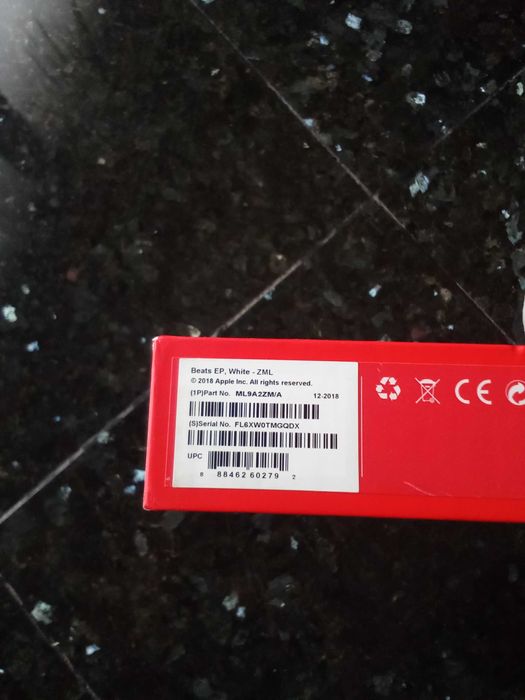 Beats EP, White - ZML
© 2018 Apple Inc. All rights reserved.
(1P)Part No. ML9A2ZM/A 12-2018
(S)Serial No. FL6XW0TMGQDX
UPC
8 88462 60279 2
CE